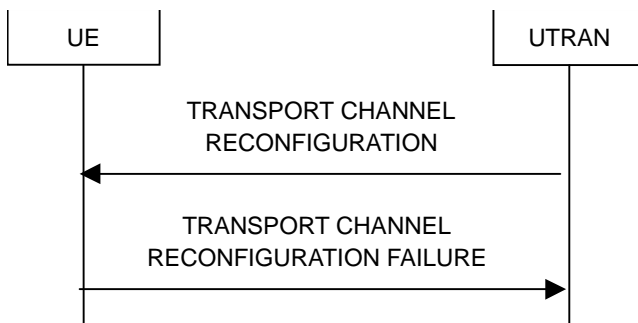 UE
UTRAN
TRANSPORT CHANNEL
RECONFIGURATION
TRANSPORT CHANNEL
RECONFIGURATION FAILURE